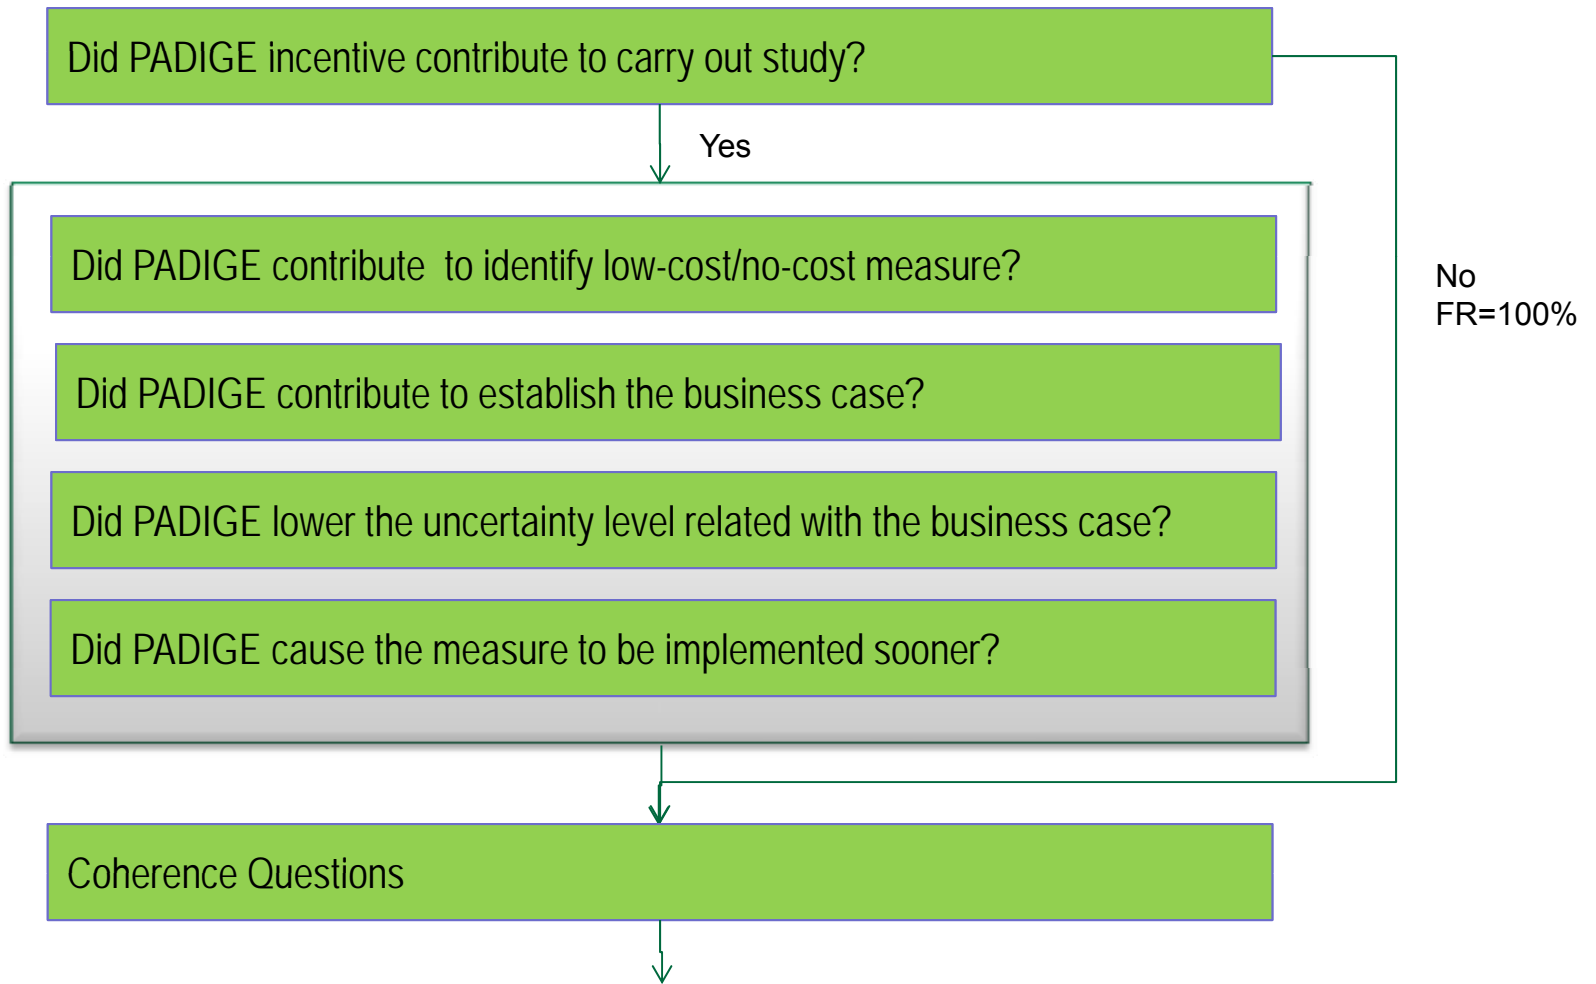 Did PADIGE incentive contribute to carry out study?
Yes
Did PADIGE contribute  to identify low-cost/no-cost measure?
No
FR=100%
Did PADIGE contribute to establish the business case?
Did PADIGE lower the uncertainty level related with the business case?
Did PADIGE cause the measure to be implemented sooner?
Coherence Questions